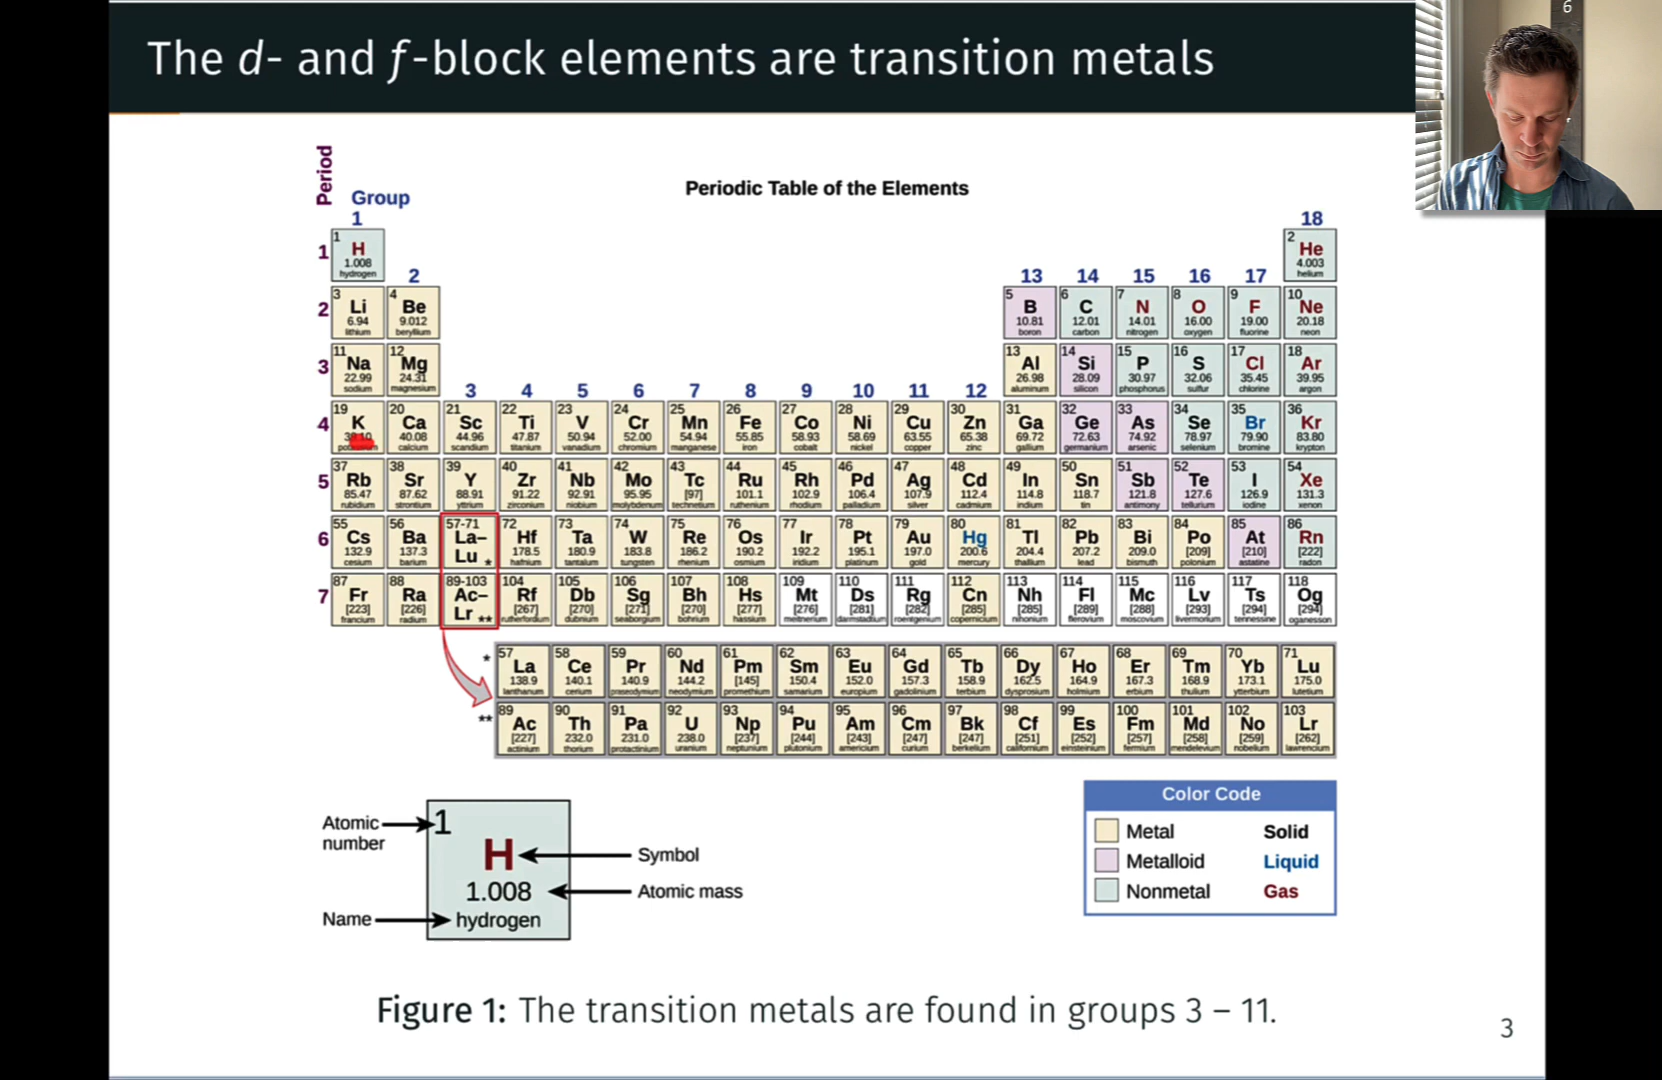 The d- and f-block elements are transition metals
6
Periodic Table of the Elements
Period
Group
1 18
1 H 1.008 hydrogen 2 He 4.003 helium
2 13 14 15 16 17
3 Li 6.94 lithium 4 Be 9.012 beryllium 5 B 10.81 boron 6 C 12.01 carbon 7 N 14.01 nitrogen 8 O 16.00 oxygen 9 F 19.00 fluorine 10 Ne 20.18 neon
11 Na 22.99 sodium 12 Mg 24.31 magnesium 13 Al 26.98 aluminum 14 Si 28.09 silicon 15 P 30.97 phosphorus 16 S 32.06 sulfur 17 Cl 35.45 chlorine 18 Ar 39.95 argon
3 4 5 6 7 8 9 10 11 12
19 K 20 Ca 40.08 calcium 21 Sc 44.96 scandium 22 Ti 47.87 titanium 23 V 50.94 vanadium 24 Cr 52.00 chromium 25 Mn 54.94 manganese 26 Fe 55.85 iron 27 Co 58.93 cobalt 28 Ni 58.69 nickel 29 Cu 63.55 copper 30 Zn 65.38 zinc 31 Ga 69.72 gallium 32 Ge 72.63 germanium 33 As 74.92 arsenic 34 Se 78.97 selenium 35 Br 79.90 bromine 36 Kr 83.80 krypton
37 Rb 85.47 rubidium 38 Sr 87.62 strontium 39 Y 88.91 yttrium 40 Zr 91.22 zirconium 41 Nb 92.91 niobium 42 Mo 95.95 molybdenum 43 Tc [97] technetium 44 Ru 101.1 ruthenium 45 Rh 102.9 rhodium 46 Pd 106.4 palladium 47 Ag 107.9 silver 48 Cd 112.4 cadmium 49 In 114.8 indium 50 Sn 118.7 tin 51 Sb 121.8 antimony 52 Te 127.6 tellurium 53 I 126.9 iodine 54 Xe 131.3 xenon
55 Cs 132.9 cesium 56 Ba 137.3 barium 57-71 La–Lu * 72 Hf 178.5 hafnium 73 Ta 180.9 tantalum 74 W 183.8 tungsten 75 Re 186.2 rhenium 76 Os 190.2 osmium 77 Ir 192.2 iridium 78 Pt 195.1 platinum 79 Au 197.0 gold 80 Hg 200.6 mercury 81 Tl 204.4 thallium 82 Pb 207.2 lead 83 Bi 209.0 bismuth 84 Po [209] polonium 85 At [210] astatine 86 Rn [222] radon
87 Fr [223] francium 88 Ra [226] radium 89-103 Ac–Lr ** 104 Rf [267] rutherfordium 105 Db [270] dubnium 106 Sg [271] seaborgium 107 Bh [270] bohrium 108 Hs [277] hassium 109 Mt [276] meitnerium 110 Ds [281] darmstadtium 111 Rg [282] roentgenium 112 Cn [285] copernicium 113 Nh [285] nihonium 114 Fl [289] flerovium 115 Mc [288] moscovium 116 Lv [293] livermorium 117 Ts [294] tennessine 118 Og [294] oganesson
1
2
3
4
5
6
7
* 57 La 138.9 lanthanum 58 Ce 140.1 cerium 59 Pr 140.9 praseodymium 60 Nd 144.2 neodymium 61 Pm [145] promethium 62 Sm 150.4 samarium 63 Eu 152.0 europium 64 Gd 157.3 gadolinium 65 Tb 158.9 terbium 66 Dy 162.5 dysprosium 67 Ho 164.9 holmium 68 Er 167.3 erbium 69 Tm 168.9 thulium 70 Yb 173.1 ytterbium 71 Lu 175.0 lutetium
** 89 Ac [227] actinium 90 Th 232.0 thorium 91 Pa 231.0 protactinium 92 U 238.0 uranium 93 Np [237] neptunium 94 Pu [244] plutonium 95 Am [243] americium 96 Cm [247] curium 97 Bk [247] berkelium 98 Cf [251] californium 99 Es [252] einsteinium 100 Fm [257] fermium 101 Md [258] mendelevium 102 No [259] nobelium 103 Lr [262] lawrencium
Atomic number
1
H
Symbol
1.008
Atomic mass
Name
hydrogen
Color Code
Metal Solid
Metalloid Liquid
Nonmetal Gas
Figure 1: The transition metals are found in groups 3 – 11.
3